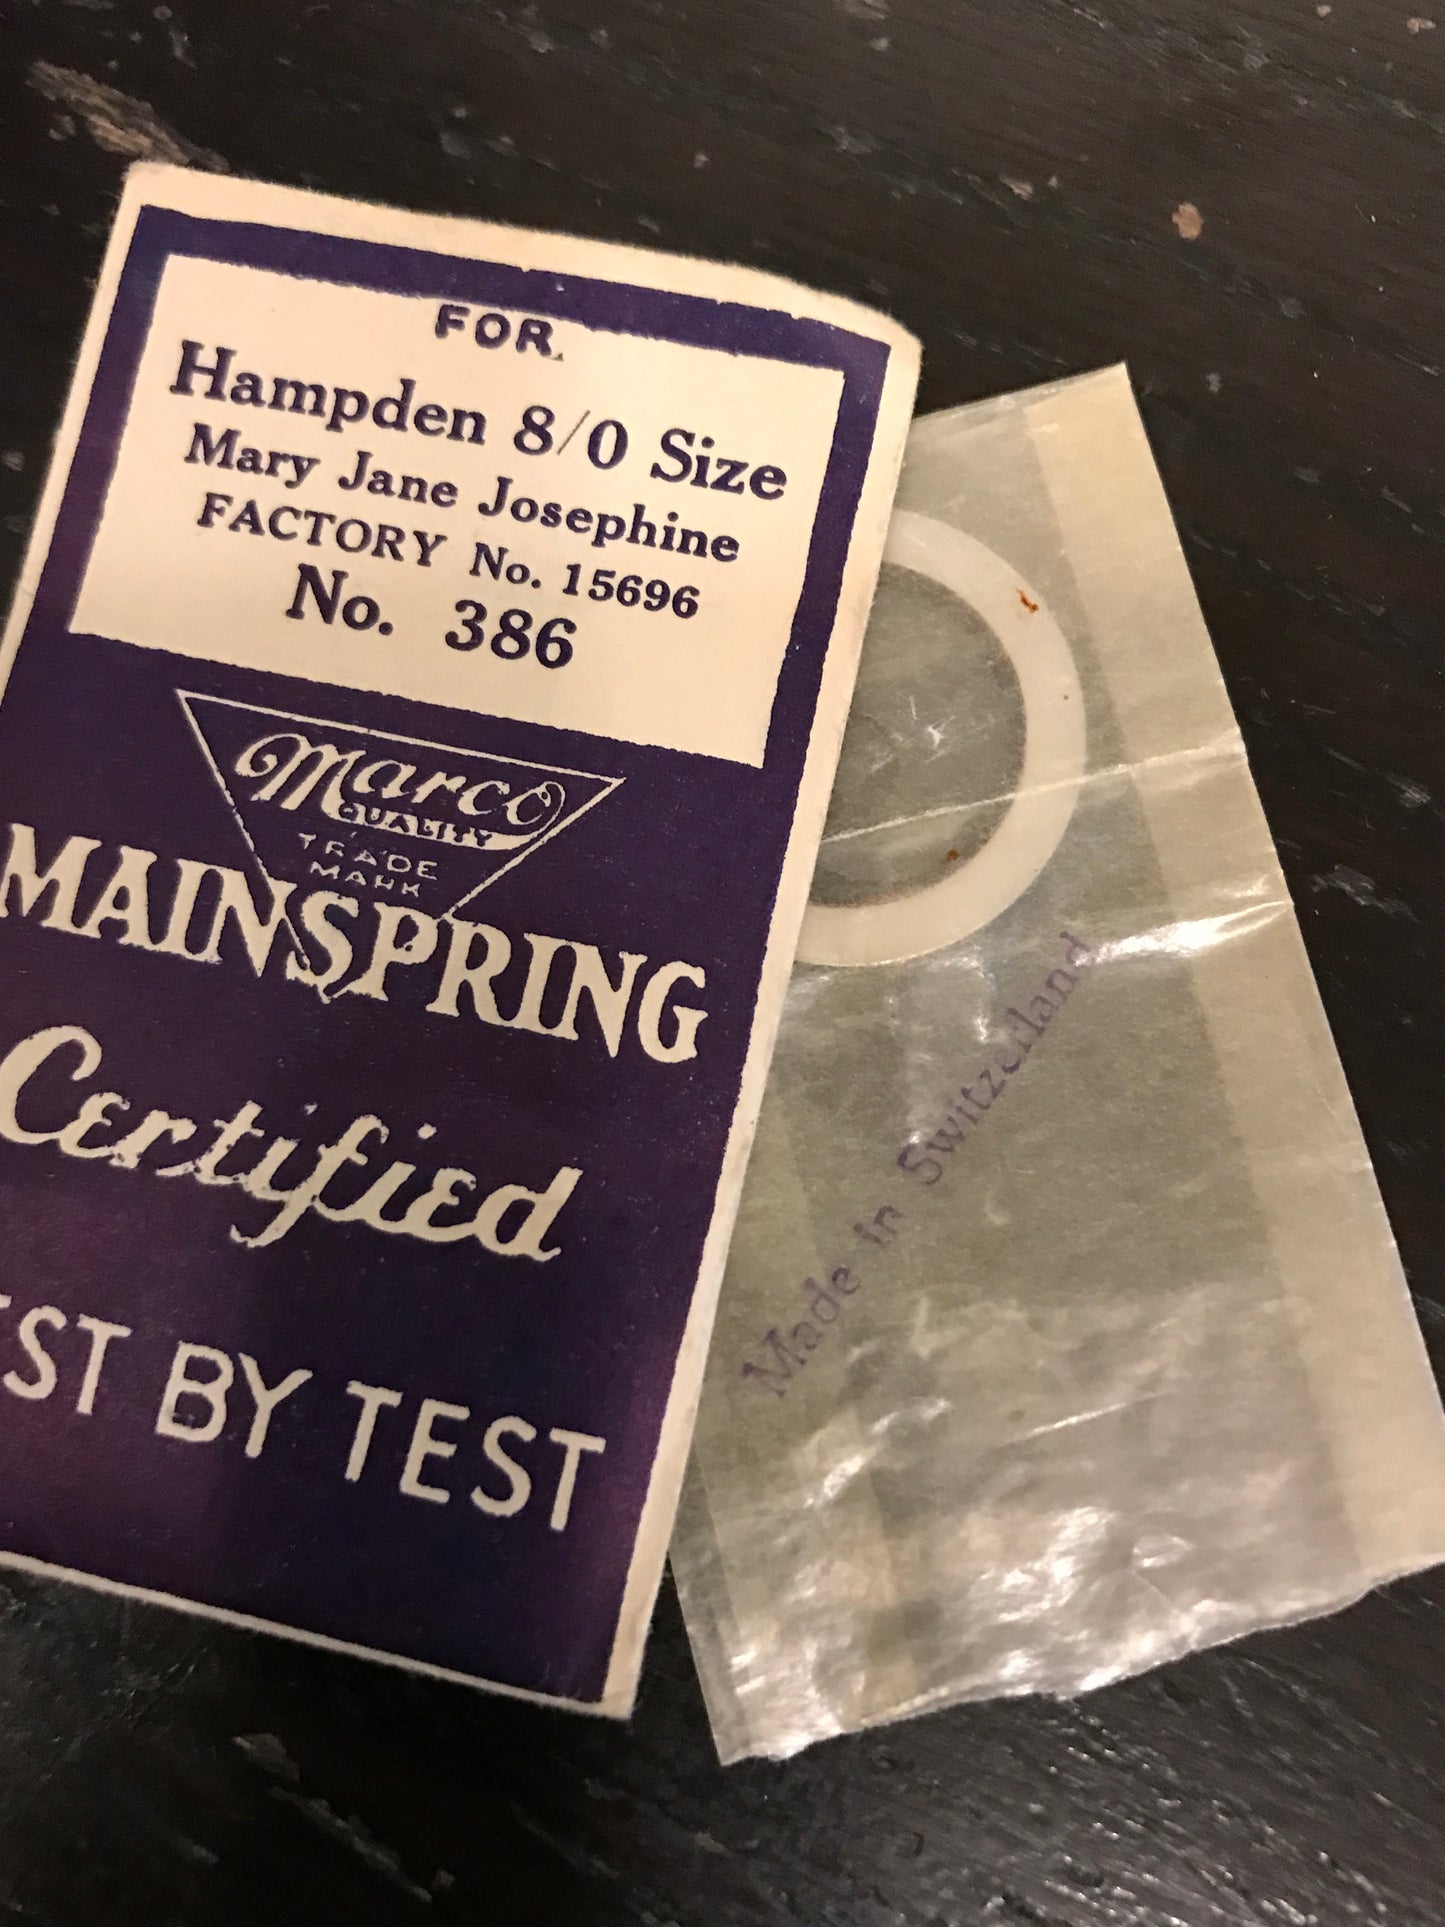 FOR
Hampden 8/0 Size
Mary Jane Josephine
FACTORY No. 15696
No. 386
Marco
QUALITY
TRADE
MARK
MAINSPRING
Certified
EST BY TEST
Made in Switzerland